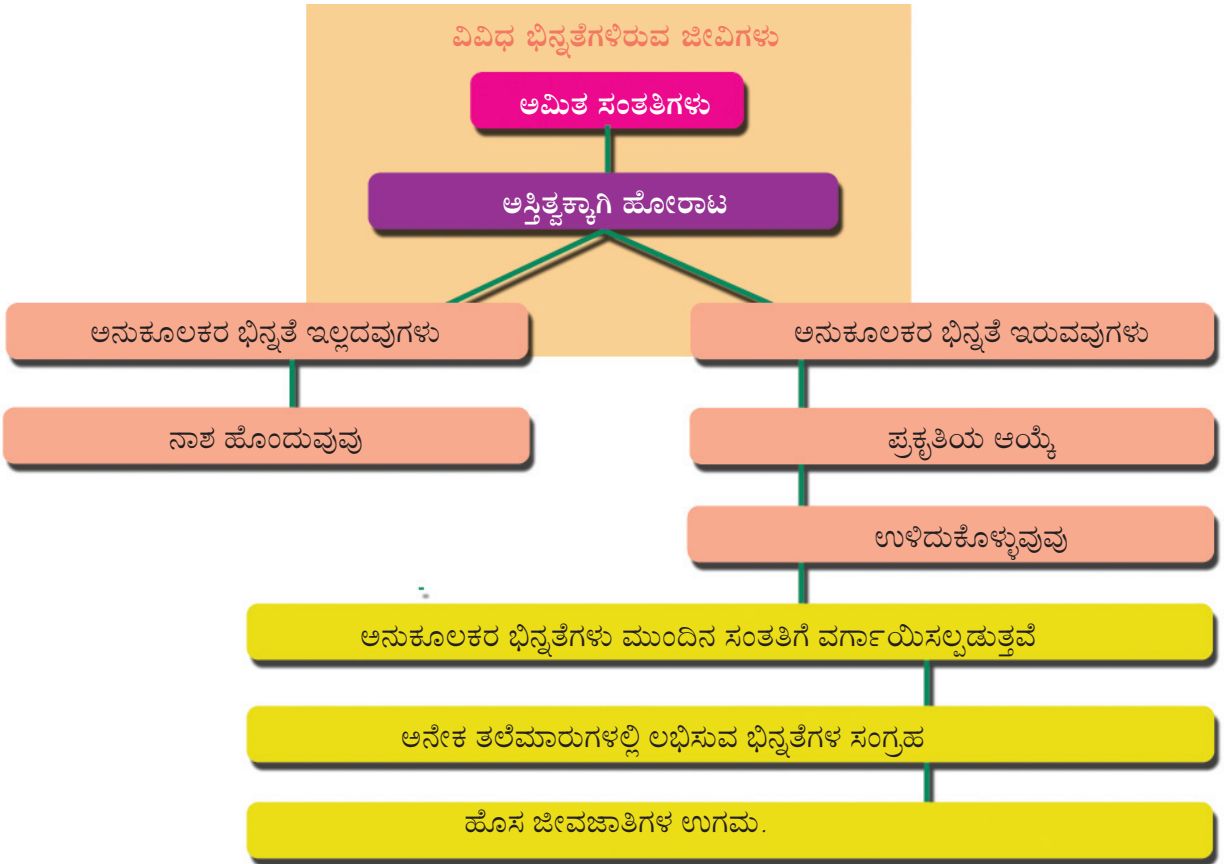 ವಿವಿಧ ಭಿನ್ನತೆಗಳಿರುವ ಜೀವಿಗಳು
ಅಮಿತ ಸಂತತಿಗಳು
ಅಸ್ತಿತ್ವಕ್ಕಾಗಿ ಹೋರಾಟ
ಅನುಕೂಲಕರ ಭಿನ್ನತೆ ಇಲ್ಲದವುಗಳು
ಅನುಕೂಲಕರ ಭಿನ್ನತೆ ಇರುವವುಗಳು
ನಾಶ ಹೊಂದುವುವು
ಪ್ರಕೃತಿಯ ಆಯ್ಕೆ
ಉಳಿದುಕೊಳ್ಳುವುವು
ಅನುಕೂಲಕರ ಭಿನ್ನತೆಗಳು ಮುಂದಿನ ಸಂತತಿಗೆ ವರ್ಗಾಯಿಸಲ್ಪಡುತ್ತವೆ
ಅನೇಕ ತಲೆಮಾರುಗಳಲ್ಲಿ ಲಭಿಸುವ ಭಿನ್ನತೆಗಳ ಸಂಗ್ರಹ
ಹೊಸ ಜೀವಜಾತಿಗಳ ಉಗಮ.